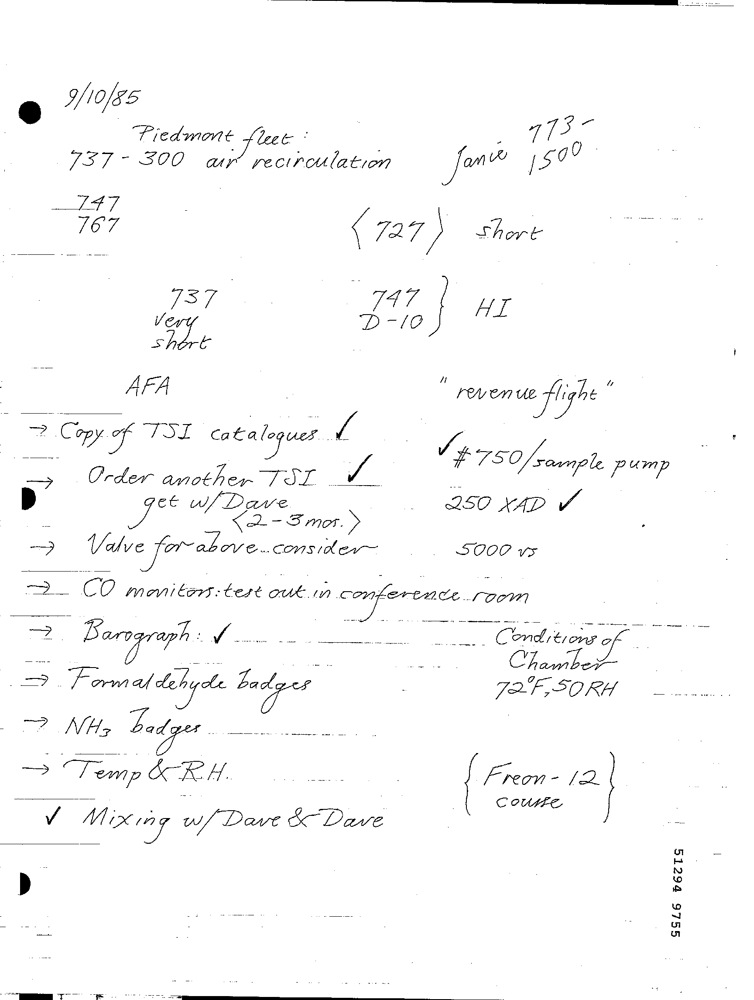 9/10/85
Piedmont fleet:
737-300 air recirculation
Janie 773-
1500
747
767
<727> short
737
very
short
747
D-10 } HI
AFA
"revenue flight"
→ Copy of TSI catalogues ✓
✓ #750/sample pump
→ Order another TSI ✓
get w/Dave
<2-3 mos.>
250 XAD ✓
→ Valve for above...consider
5000 vs
→ CO monitors: test out in conference room
→ Barograph: ✓
Conditions of
Chamber
72°F, 50 RH
→ Formaldehyde badges
→ NH3 badges
→ Temp & R.H.
{Freon-12
course}
✓ Mixing w/Dave & Dave
51294 9755